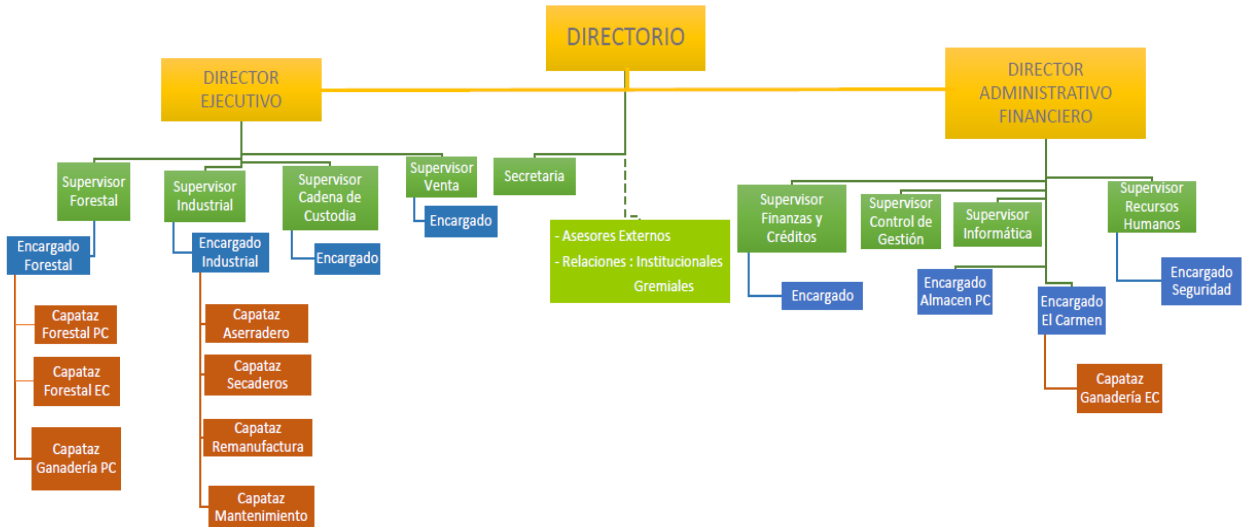 DIRECTORIO
DIRECTOR
EJECUTIVO
DIRECTOR
ADMINISTRATIVO
FINANCIERO
Supervisor
Forestal
Supervisor
Industrial
Supervisor
Cadena de
Custodia
Supervisor
Venta
Secretaria
Supervisor
Finanzas y
Créditos
Supervisor
Control de
Gestión
Supervisor
Informática
Supervisor
Recursos
Humanos
Encargado
Forestal
Encargado
Industrial
Encargado
Encargado
- Asesores Externos
- Relaciones : Institucionales
Gremiales
Encargado
Encargado
Almacen PC
Encargado
El Carmen
Encargado
Seguridad
Capataz
Forestal PC
Capataz
Forestal EC
Capataz
Ganadería PC
Capataz
Aserradero
Capataz
Secaderos
Capataz
Remanufactura
Capataz
Mantenimiento
Capataz
Ganadería EC